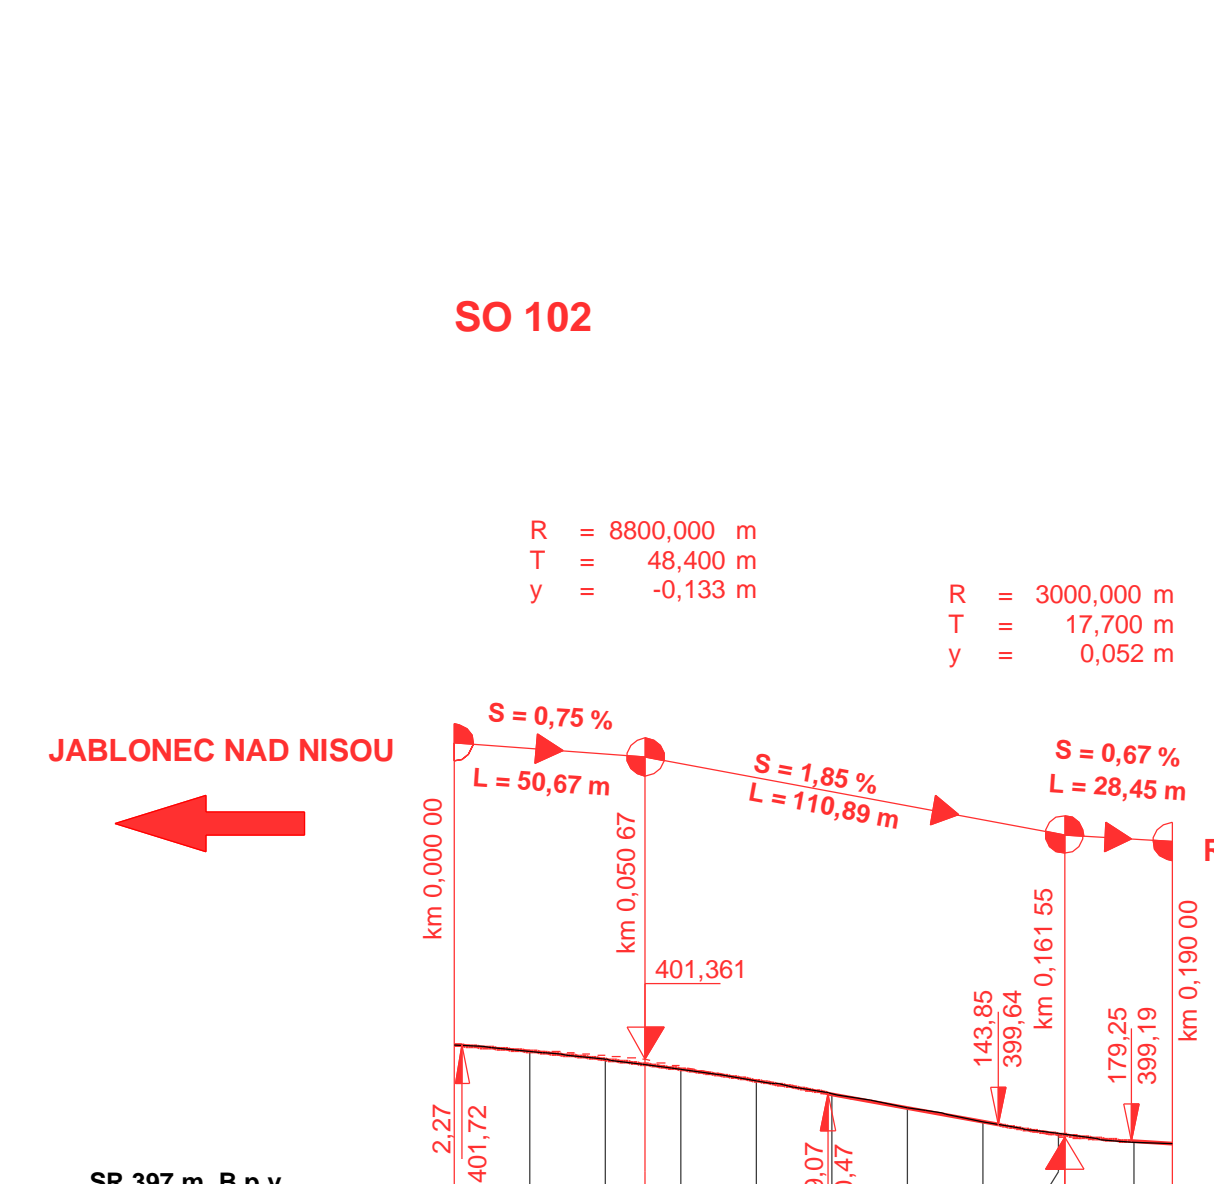 SO 102
R = 8800,000 m
T = 48,400 m
y = -0,133 m
R = 3000,000 m
T = 17,700 m
y = 0,052 m
JABLONEC NAD NISOU
S = 0,75 %
L = 50,67 m
S = 1,85 %
L = 110,89 m
S = 0,67 %
L = 28,45 m
km 0,000 00
km 0,050 67
km 0,161 55
km 0,190 00
401,361
143,85
399,64
179,25
399,19
2,27
401,72
SR 397 m, B.p.v.